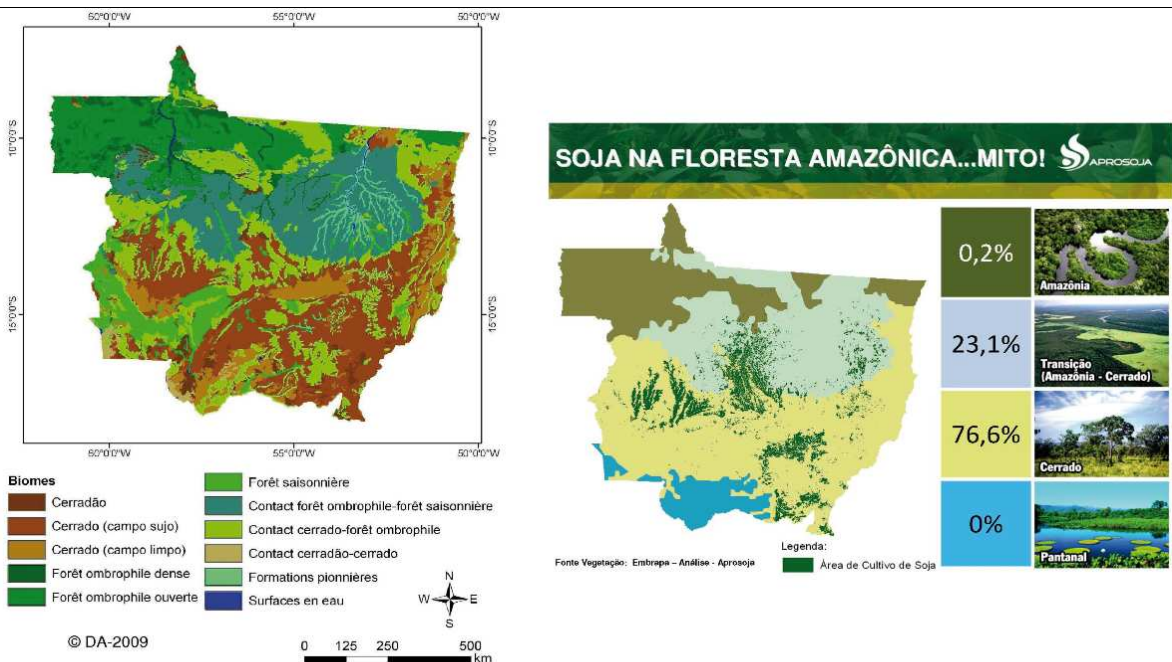 60°0'0"W
55°0'0"W
50°0'0"W
10°0'0"S
15°0'0"S
10°0'0"S
15°0'0"S
60°0'0"W
55°0'0"W
50°0'0"W
Biomes
Cerradão
Cerrado (campo sujo)
Cerrado (campo limpo)
Forêt ombrophile dense
Forêt ombrophile ouverte
Forêt saisonnière
Contact forêt ombrophile-forêt saisonnière
Contact cerrado-forêt ombrophile
Contact cerradão-cerrado
Formations pionnières
Surfaces en eau
N
W
E
S
© DA-2009
0 125 250 500
km
SOJA NA FLORESTA AMAZÔNICA...MITO!
APROSOJA
0,2%
Amazônia
23,1%
Transição
(Amazônia - Cerrado)
76,6%
Cerrado
0%
Pantanal
Legenda:
Fonte Vegetação: Embrapa – Análise - Aprosoja
Área de Cultivo de Soja